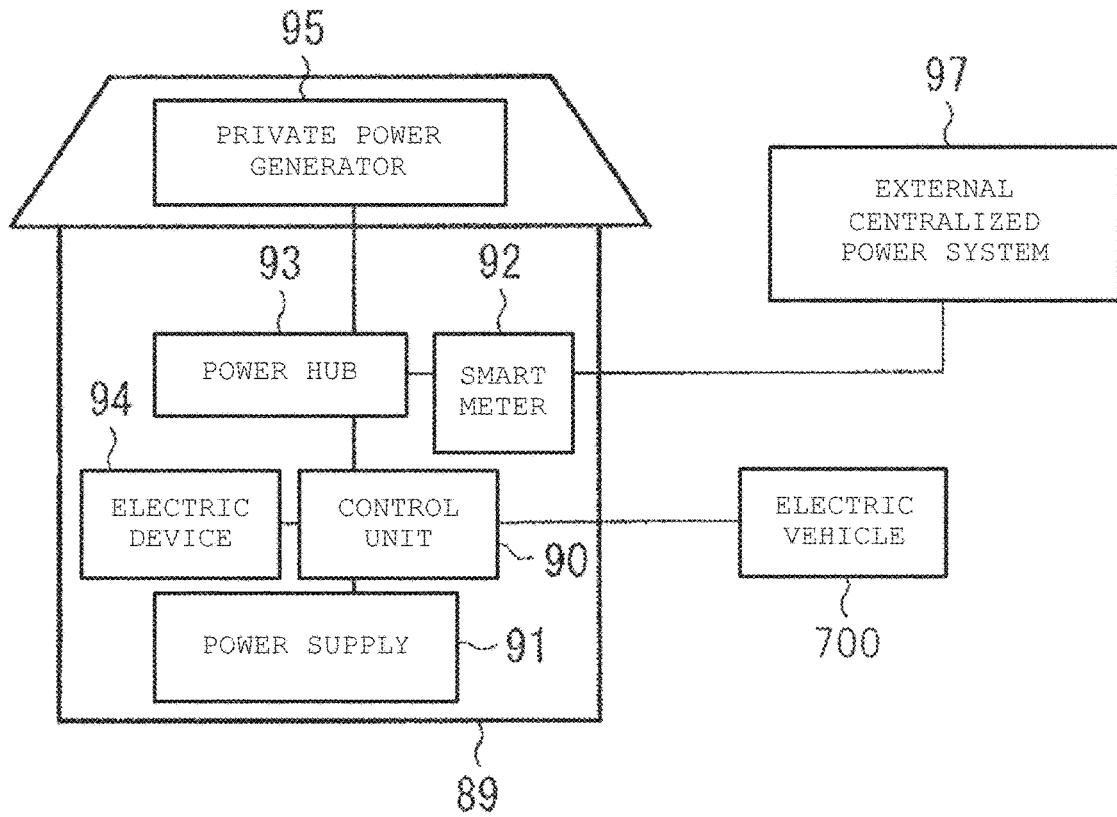 95
PRIVATE POWER
GENERATOR
97
EXTERNAL
CENTRALIZED
POWER SYSTEM
93
92
POWER HUB
SMART
METER
94
ELECTRIC
DEVICE
CONTROL
UNIT
90
ELECTRIC
VEHICLE
700
POWER SUPPLY
91
89